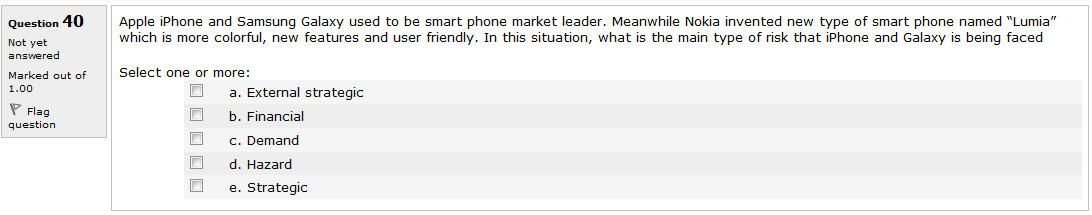 Question 40
Not yet
answered
Marked out of
1.00
Flag
question
Apple iPhone and Samsung Galaxy used to be smart phone market leader. Meanwhile Nokia invented new type of smart phone named “Lumia”
which is more colorful, new features and user friendly. In this situation, what is the main type of risk that iPhone and Galaxy is being faced
Select one or more:
a. External strategic
b. Financial
c. Demand
d. Hazard
e. Strategic